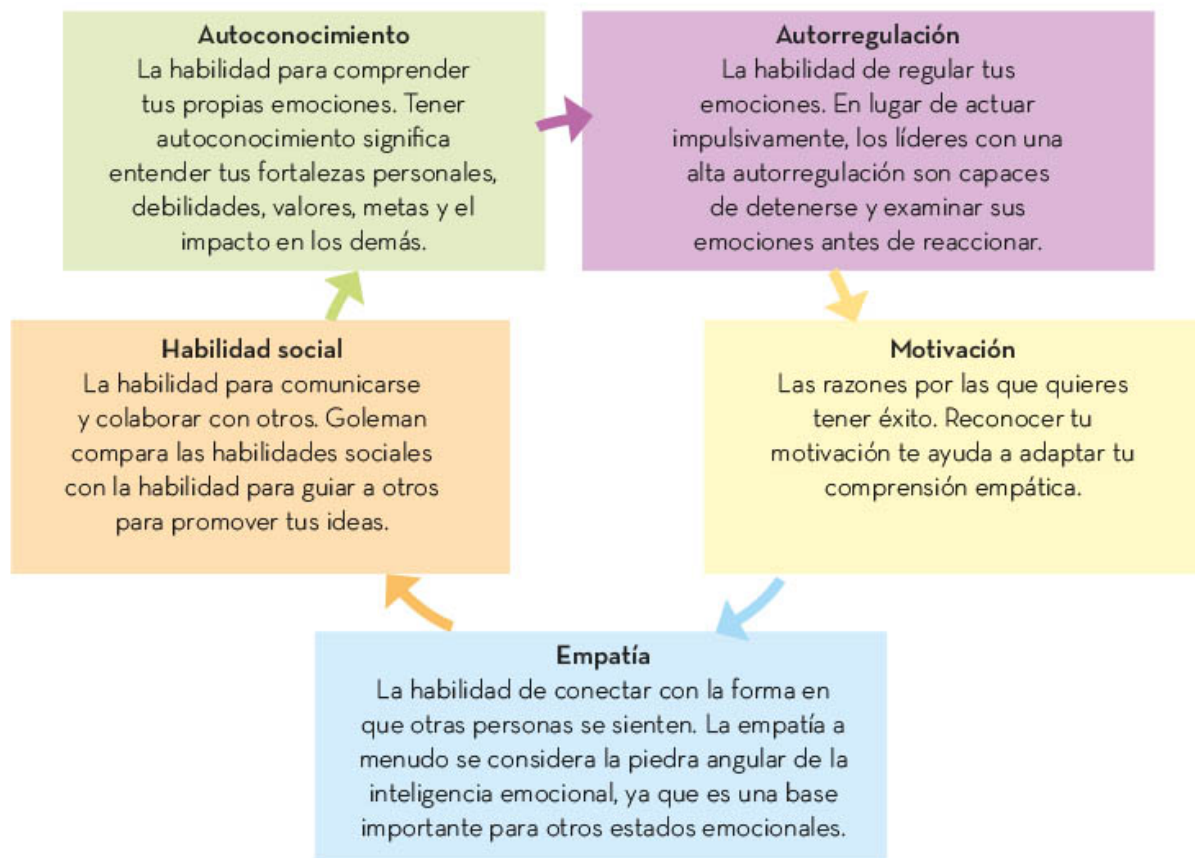 Autoconocimiento
La habilidad para comprender
tus propias emociones. Tener
autoconocimiento significa
entender tus fortalezas personales,
debilidades, valores, metas y el
impacto en los demás.
Autorregulación
La habilidad de regular tus
emociones. En lugar de actuar
impulsivamente, los líderes con una
alta autorregulación son capaces
de detenerse y examinar sus
emociones antes de reaccionar.
Habilidad social
La habilidad para comunicarse
y colaborar con otros. Goleman
compara las habilidades sociales
con la habilidad para guiar a otros
para promover tus ideas.
Motivación
Las razones por las que quieres
tener éxito. Reconocer tu
motivación te ayuda a adaptar tu
comprensión empática.
Empatía
La habilidad de conectar con la forma en
que otras personas se sienten. La empatía a
menudo se considera la piedra angular de la
inteligencia emocional, ya que es una base
importante para otros estados emocionales.